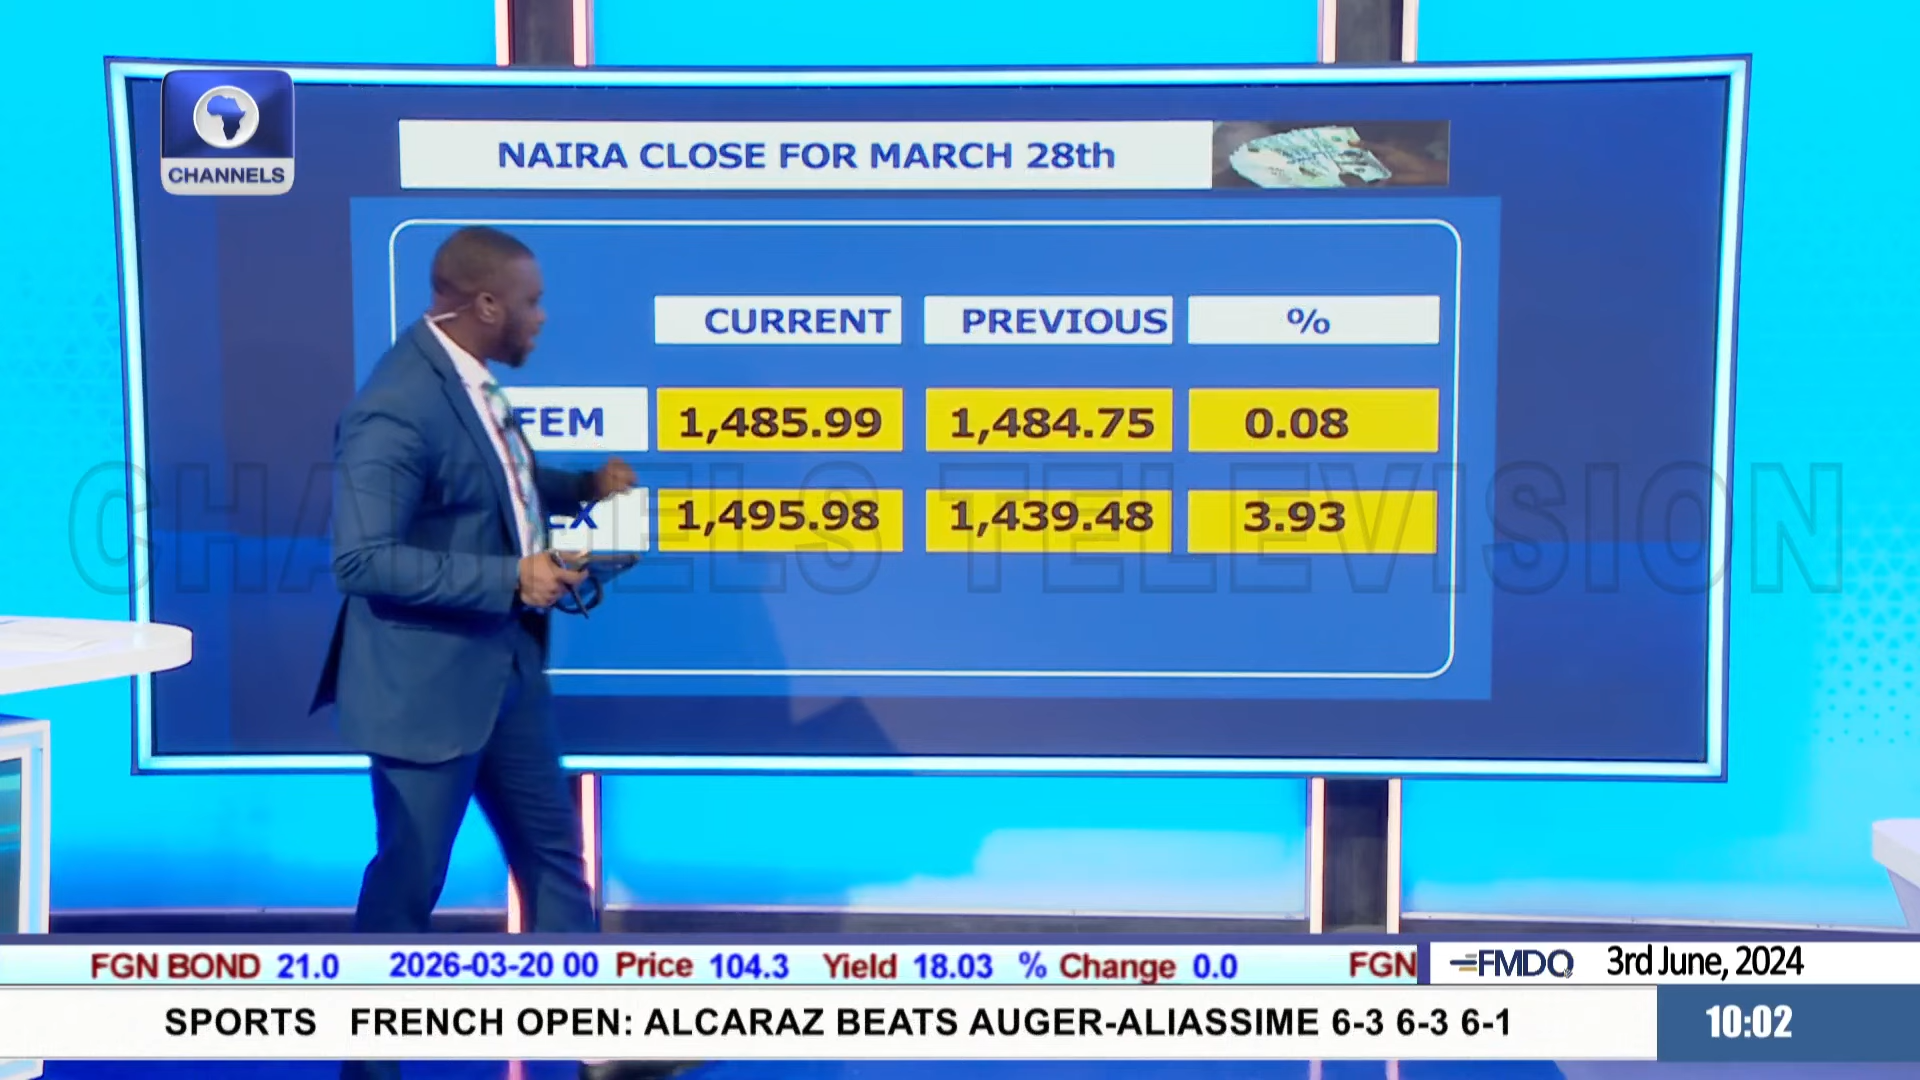 CHANNELS
NAIRA CLOSE FOR MARCH 28th
CURRENT PREVIOUS %
FEM 1,485.99 1,484.75 0.08
EX 1,495.98 1,439.48 3.93
CHANNELS TELEVISION
FGN BOND 21.0 2026-03-20 00 Price 104.3 Yield 18.03 % Change 0.0 FGN
FMDQ 3rd June, 2024
SPORTS FRENCH OPEN: ALCARAZ BEATS AUGER-ALIASSIME 6-3 6-3 6-1
10:02